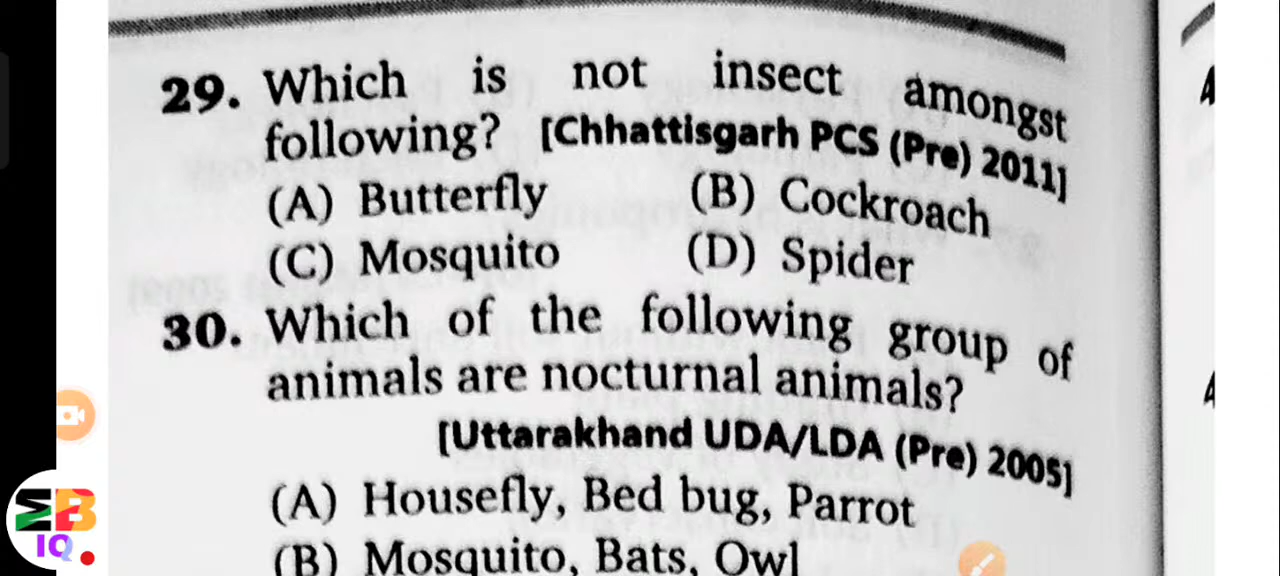 29. Which is not insect amongst
following? [Chhattisgarh PCS (Pre) 2011]
(A) Butterfly (B) Cockroach
(C) Mosquito (D) Spider
30. Which of the following group of
animals are nocturnal animals?
[Uttarakhand UDA/LDA (Pre) 2005]
(A) Housefly, Bed bug, Parrot
(B) Mosquito, Bats, Owl
MB
IQ